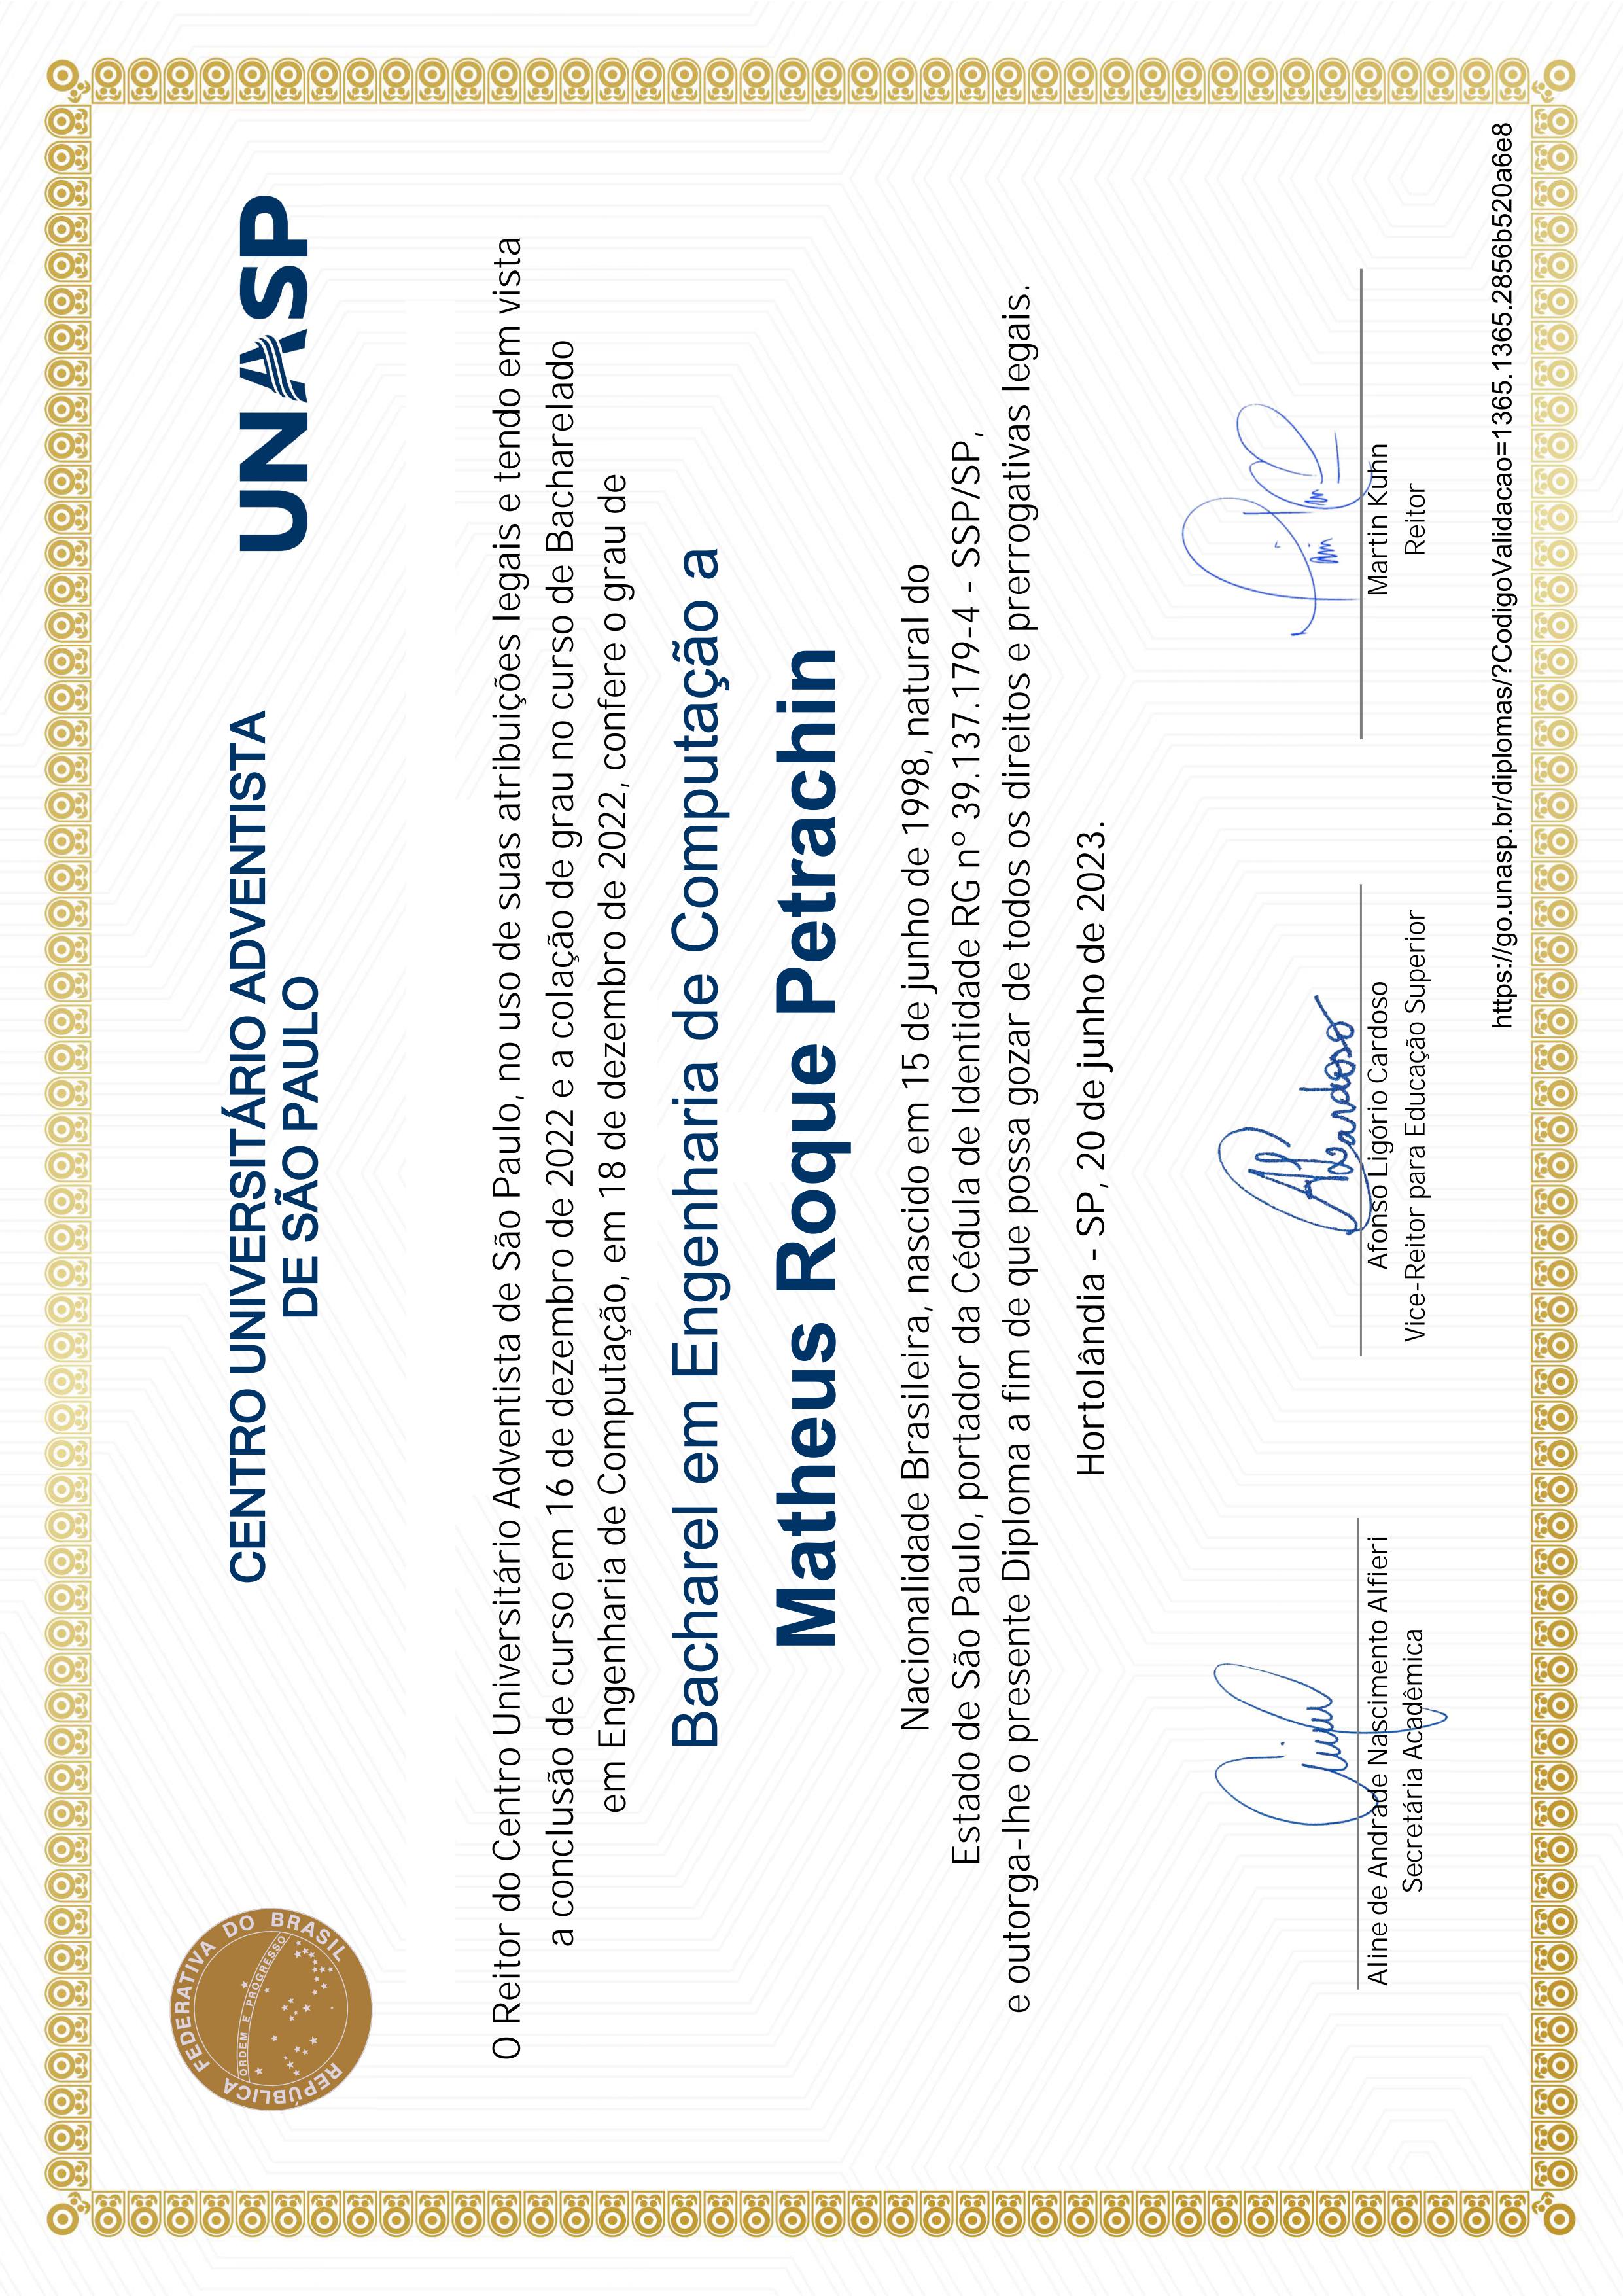 REPÚBLICA FEDERATIVA DO BRASIL
ORDEM E PROGRESSO
CENTRO UNIVERSITÁRIO ADVENTISTA
DE SÃO PAULO
UNASP
O Reitor do Centro Universitário Adventista de São Paulo, no uso de suas atribuições legais e tendo em vista
a conclusão de curso em 16 de dezembro de 2022 e a colação de grau no curso de Bacharelado
em Engenharia de Computação, em 18 de dezembro de 2022, confere o grau de
Bacharel em Engenharia de Computação a
Matheus Roque Petrachin
Nacionalidade Brasileira, nascido em 15 de junho de 1998, natural do
Estado de São Paulo, portador da Cédula de Identidade RG nº 39.137.179-4 - SSP/SP,
e outorga-lhe o presente Diploma a fim de que possa gozar de todos os direitos e prerrogativas legais.
Hortolândia - SP, 20 de junho de 2023.
ALCardoso
Aline de Andrade Nascimento Alfieri
Secretária Acadêmica
Afonso Ligório Cardoso
Vice-Reitor para Educação Superior
Martin Kuhn
Reitor
https://go.unasp.br/diplomas/?CodigoValidacao=1365.1365.2856b520a6e8